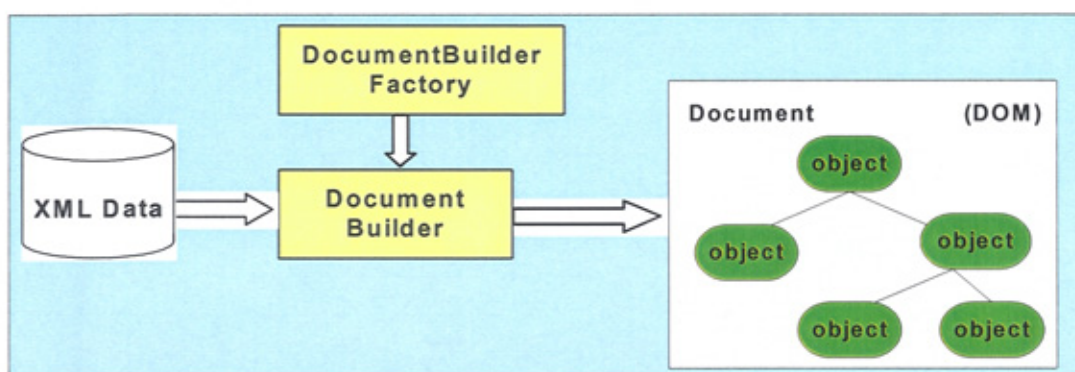 DocumentBuilder
Factory
XML Data
Document
Builder
Document (DOM)
object
object
object
object
object